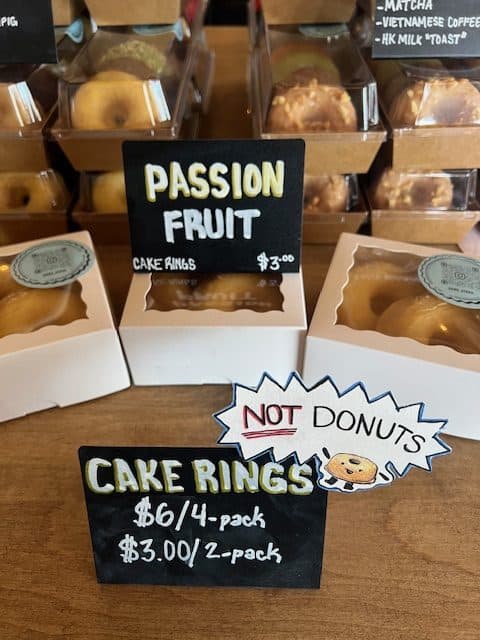 PIG
-MATCHA
-VIETNAMESE COFFEE
-HK MILK "TOAST"
PASSION
FRUIT
CAKE RINGS $3.00
NOT DONUTS
CAKE RINGS
$6/4-pack
$3.00/2-pack